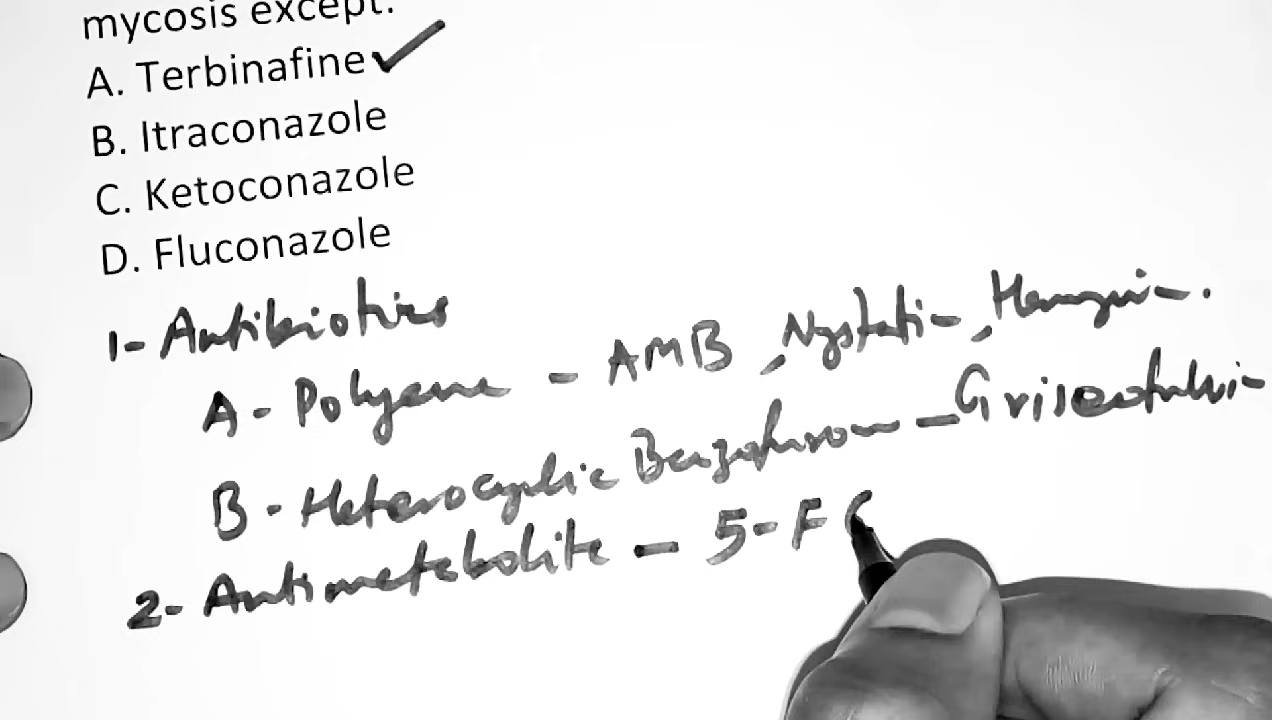 mycosis except:
A. Terbinafine ✓
B. Itraconazole
C. Ketoconazole
D. Fluconazole
1- Antibiotics
A - Polyene - AMB, Nystatin, Hamycin.
B - Heterocyclic Benzofuran - Griseofulvin
2- Antimetabolite - 5-FC